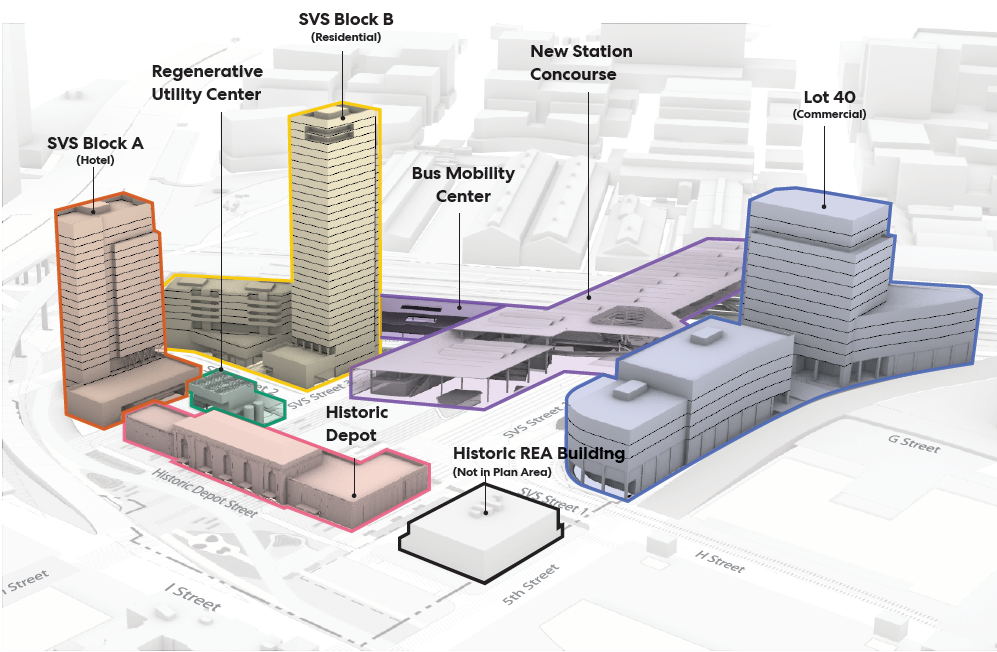 SVS Block B
(Residential)
New Station
Concourse
Regenerative
Utility Center
Lot 40
(Commercial)
SVS Block A
(Hotel)
Bus Mobility
Center
SVS Street
Historic
Depot
SVS Street
G Street
Historic REA Building
(Not in Plan Area)
Historic Depot Street
SVS Street 1
H Street
Street
5th Street
I Street